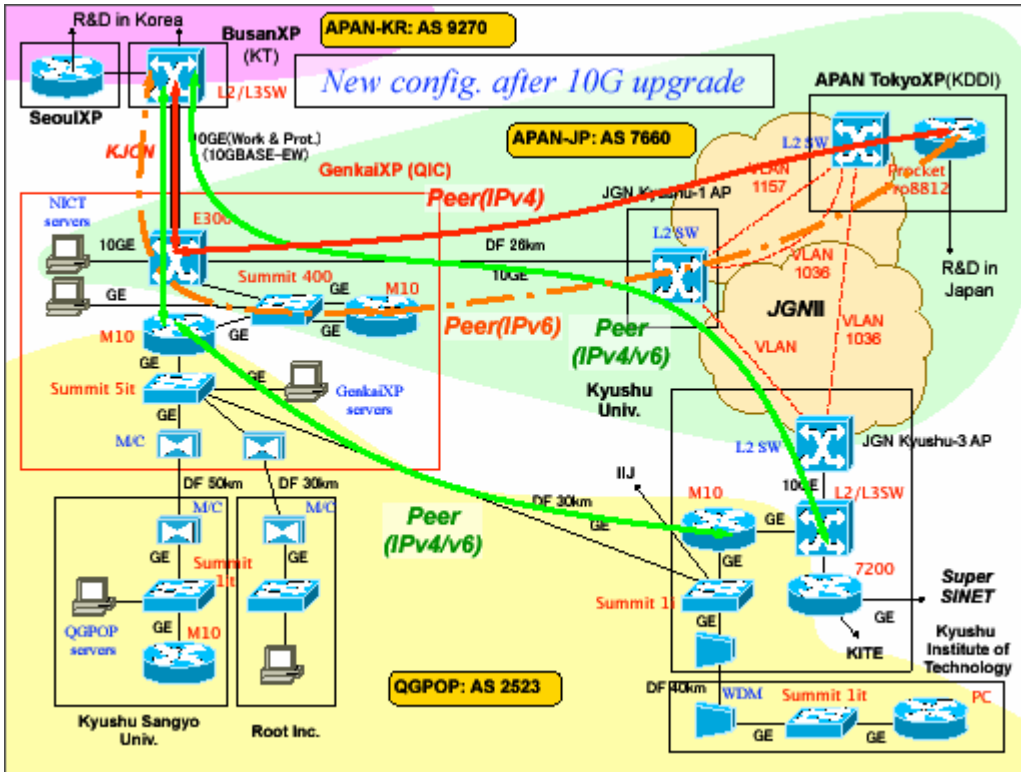 R&D in Korea
BusanXP
(KT)
APAN-KR: AS 9270
L2/L3SW
SeoulXP
New config. after 10G upgrade
APAN TokyoXP(KDDI)
KJCN
10GE(Work & Prot.)
(10GBASE-EW)
APAN-JP: AS 7660
L2 SW
VLAN
1157
Procket
Pro8812
GenkaiXP (QIC)
Peer(IPv4)
JGN Kyushu-1 AP
NICT
servers
E300
10GE
DF 26km
10GE
L2 SW
VLAN
1036
R&D in
Japan
Summit 400
GE
GE
M10
GE
JGNII
VLAN
1036
M10
GE
Peer(IPv6)
Peer
(IPv4/v6)
VLAN
GE
Summit 5it
GE
GenkaiXP
servers
Kyushu
Univ.
GE
M/C
L2 SW
JGN Kyushu-3 AP
DF 50km
DF 30km
IIJ
10GE
L2/L3SW
M/C
M/C
Peer
(IPv4/v6)
DF 30km
GE
M10
GE
GE
GE
Summit
1it
Summit 1i
GE
7200
Super
SINET
QGPOP
servers
GE
M10
GE
GE
KITE
Kyushu
Institute of
Technology
QGPOP: AS 2523
DF 40km
WDM
Summit 1it
PC
Kyushu Sangyo
Univ.
Root Inc.
GE
GE